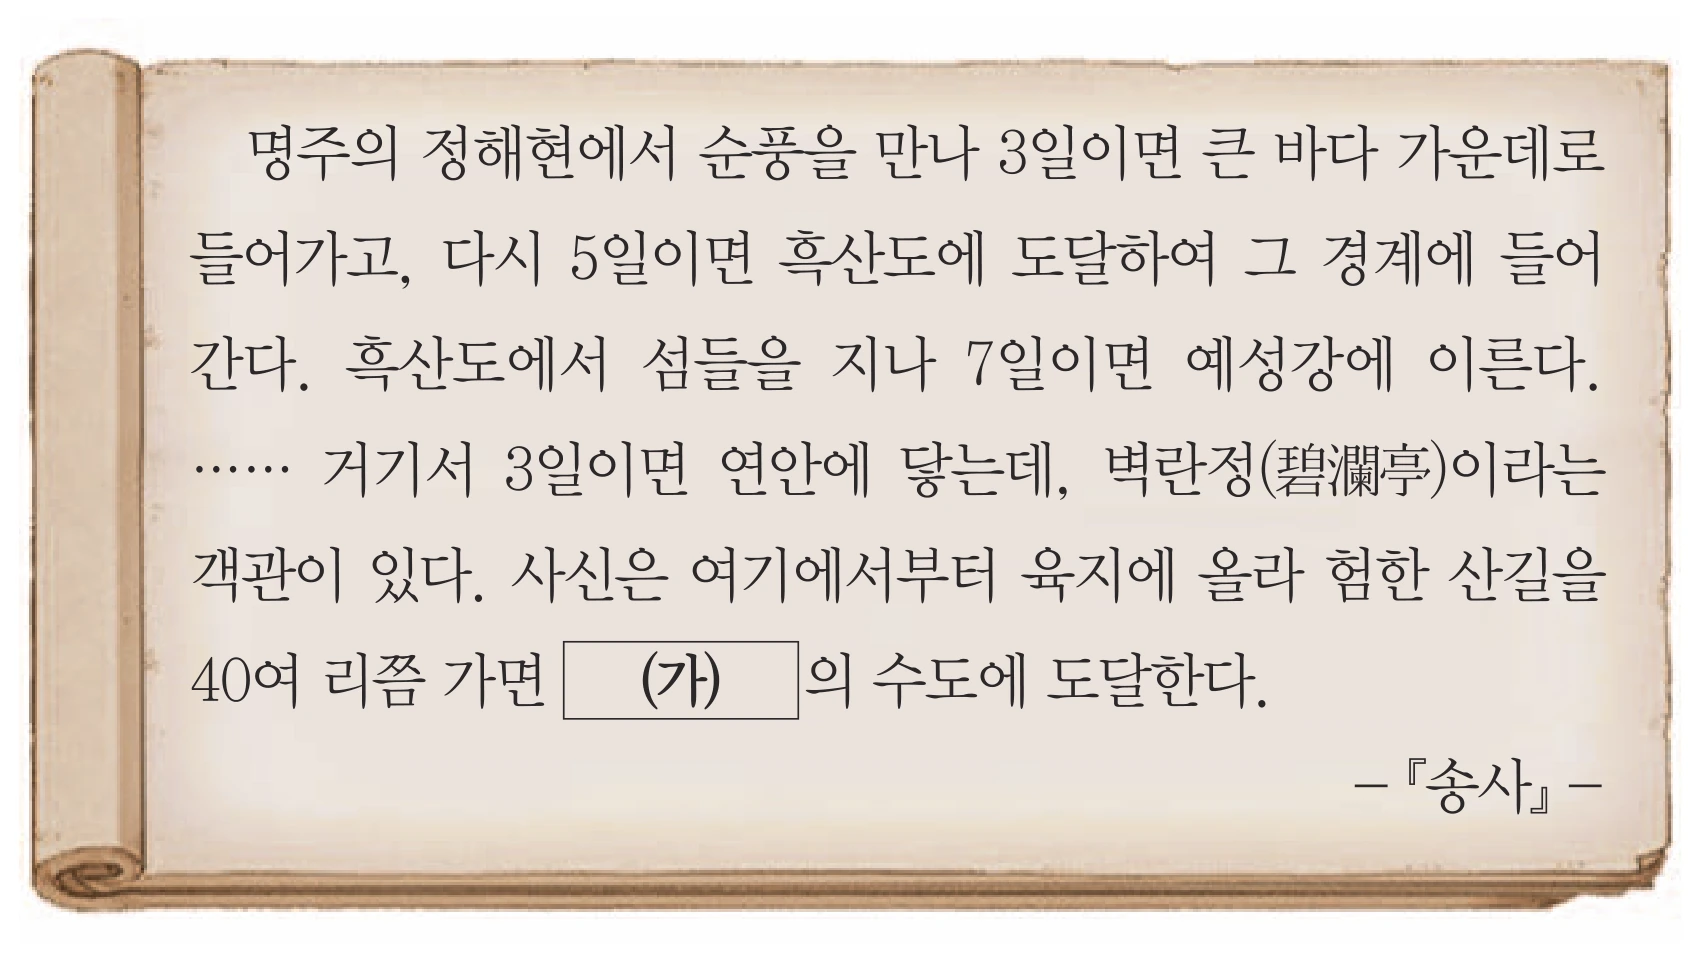 명주의 정해현에서 순풍을 만나 3일이면 큰 바다 가운데로
들어가고, 다시 5일이면 흑산도에 도달하여 그 경계에 들어
간다. 흑산도에서 섬들을 지나 7일이면 예성강에 이른다.
…… 거기서 3일이면 연안에 닿는데, 벽란정(碧瀾亭)이라는
객관이 있다. 사신은 여기에서부터 육지에 올라 험한 산길을
40여 리쯤 가면 (가)의 수도에 도달한다.
– 『송사』 –